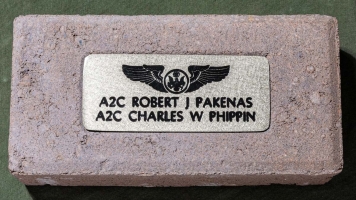 A2C ROBERT J PAKENAS
A2C CHARLES W PHIPPIN